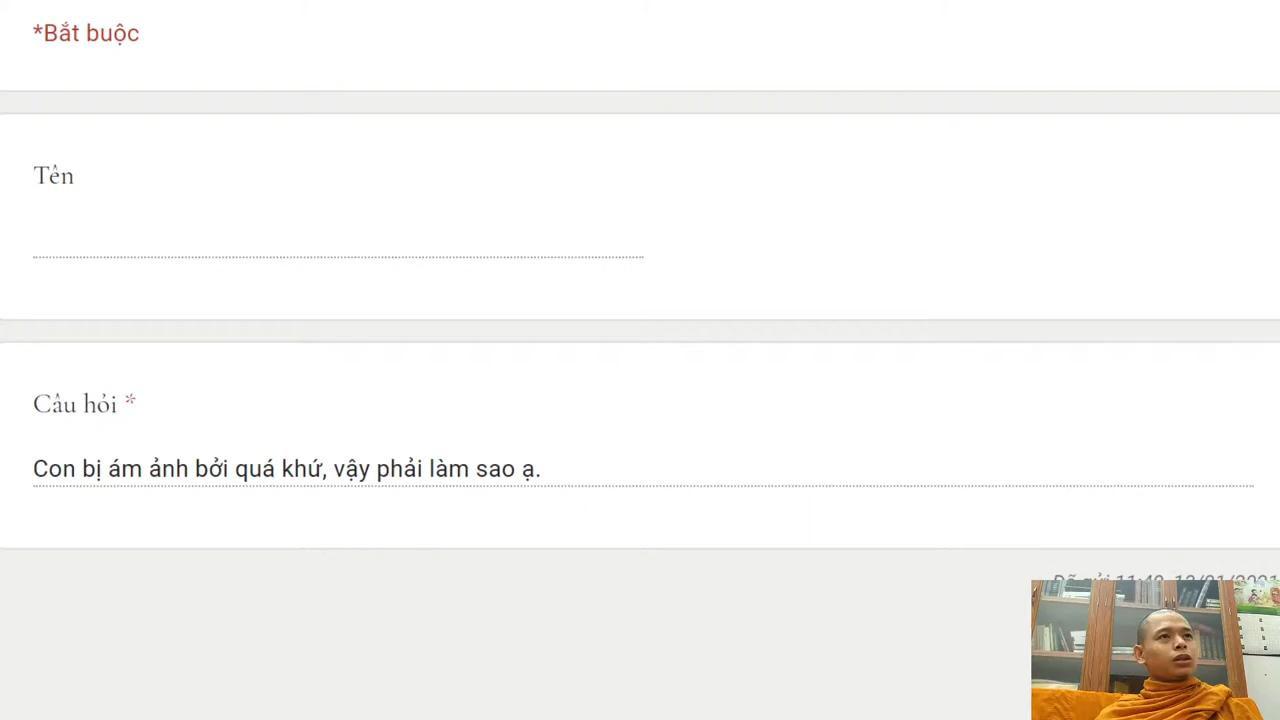 *Bắt buộc
Tên
Câu hỏi *
Con bị ám ảnh bởi quá khứ, vậy phải làm sao ạ.